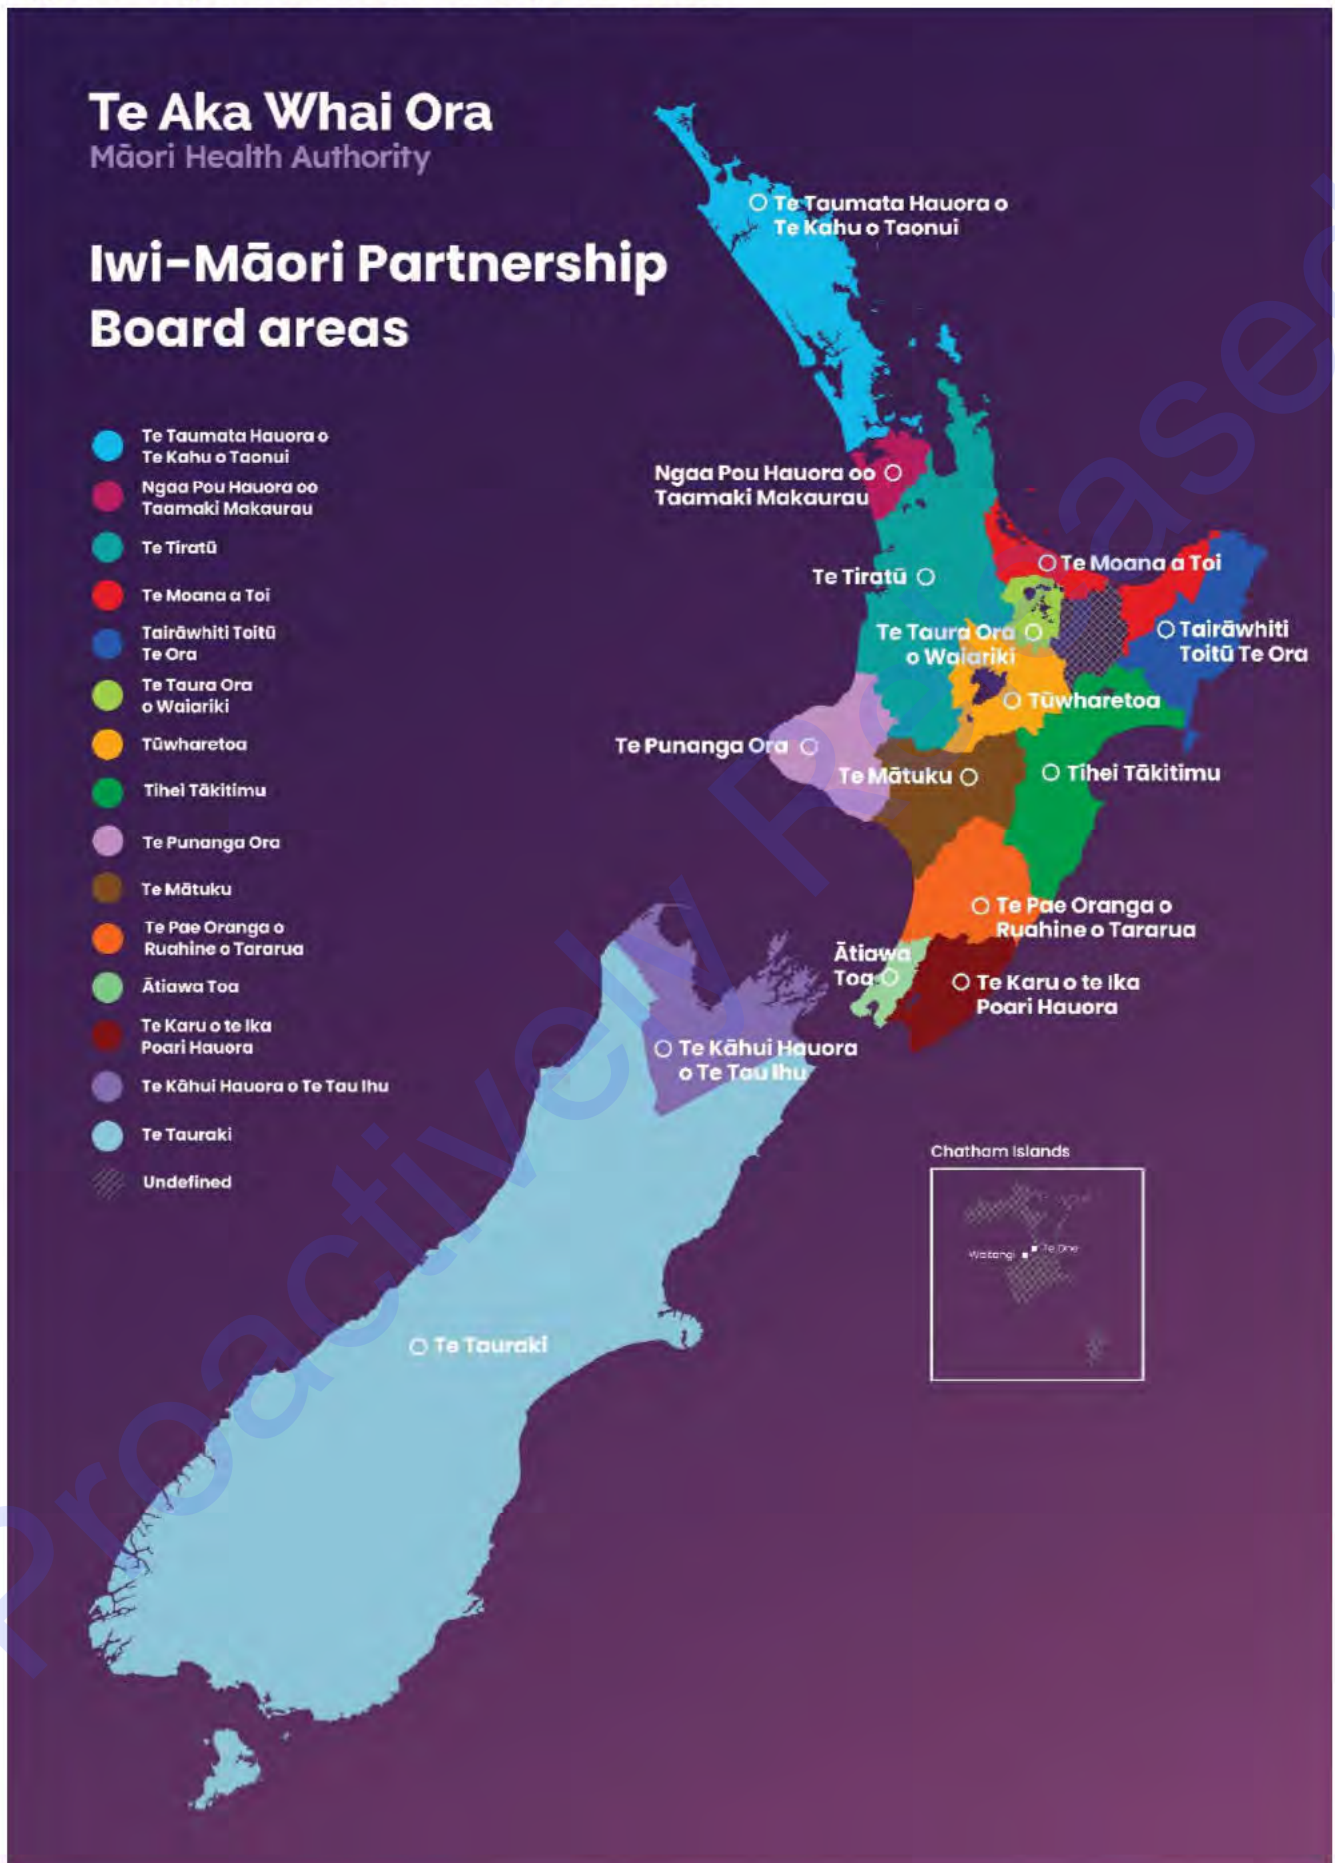 Te Aka Whai Ora
Māori Health Authority
Iwi-Māori Partnership
Board areas
Te Taumata Hauora o
Te Kahu o Taonui
Ngaa Pou Hauora oo
Taamaki Makaurau
Te Tiratū
Te Moana a Toi
Tairāwhiti Toitū
Te Ora
Te Taura Ora
o Waiariki
Tūwharetoa
Tihei Tākitimu
Te Punanga Ora
Te Mātuku
Te Pae Oranga o
Ruahine o Tararua
Ātiawa Toa
Te Karu o te Ika
Poari Hauora
Te Kāhui Hauora o Te Tau Ihu
Te Tauraki
Undefined
Te Taumata Hauora o
Te Kahu o Taonui
Ngaa Pou Hauora oo
Taamaki Makaurau
Te Tiratū
Te Moana a Toi
Te Taura Ora
o Waiariki
Tairāwhiti
Toitū Te Ora
Tūwharetoa
Te Punanga Ora
Te Mātuku
Tihei Tākitimu
Te Pae Oranga o
Ruahine o Tararua
Ātiawa
Toa
Te Karu o te Ika
Poari Hauora
Te Kāhui Hauora
o Te Tau Ihu
Te Tauraki
Chatham Islands
Waitangi
Te One
Proactively Released